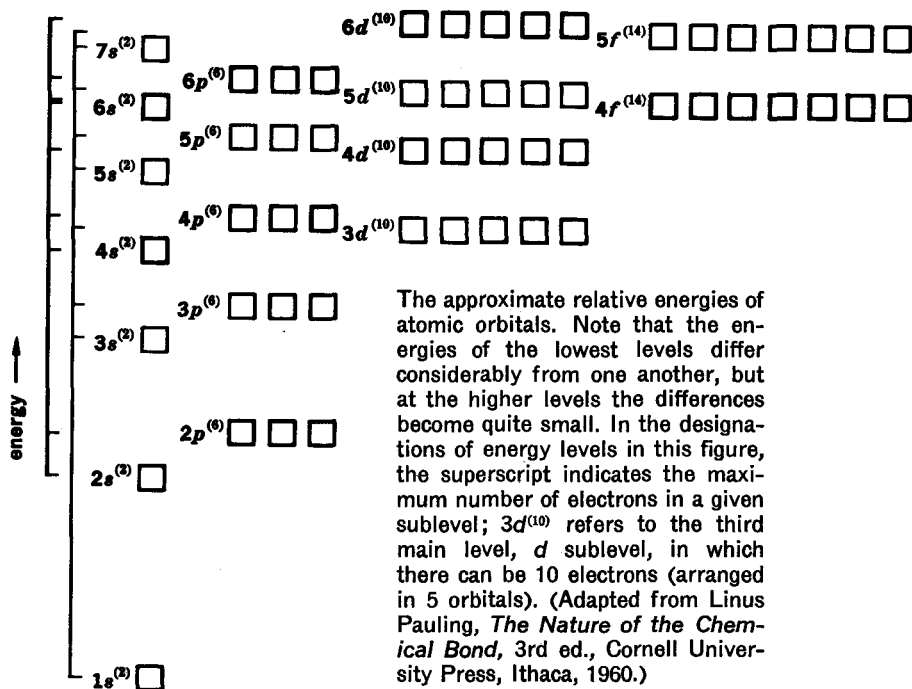 6d⁽¹⁰⁾
5f⁽¹⁴⁾
7s⁽²⁾
6p⁽⁶⁾
5d⁽¹⁰⁾
4f⁽¹⁴⁾
6s⁽²⁾
5p⁽⁶⁾
4d⁽¹⁰⁾
5s⁽²⁾
4p⁽⁶⁾
3d⁽¹⁰⁾
4s⁽²⁾
3p⁽⁶⁾
3s⁽²⁾
2p⁽⁶⁾
2s⁽²⁾
1s⁽²⁾
energy →
The approximate relative energies of
atomic orbitals. Note that the en-
ergies of the lowest levels differ
considerably from one another, but
at the higher levels the differences
become quite small. In the designa-
tions of energy levels in this figure,
the superscript indicates the maxi-
mum number of electrons in a given
sublevel; 3d⁽¹⁰⁾ refers to the third
main level, d sublevel, in which
there can be 10 electrons (arranged
in 5 orbitals). (Adapted from Linus
Pauling, The Nature of the Chem-
ical Bond, 3rd ed., Cornell Univer-
sity Press, Ithaca, 1960.)